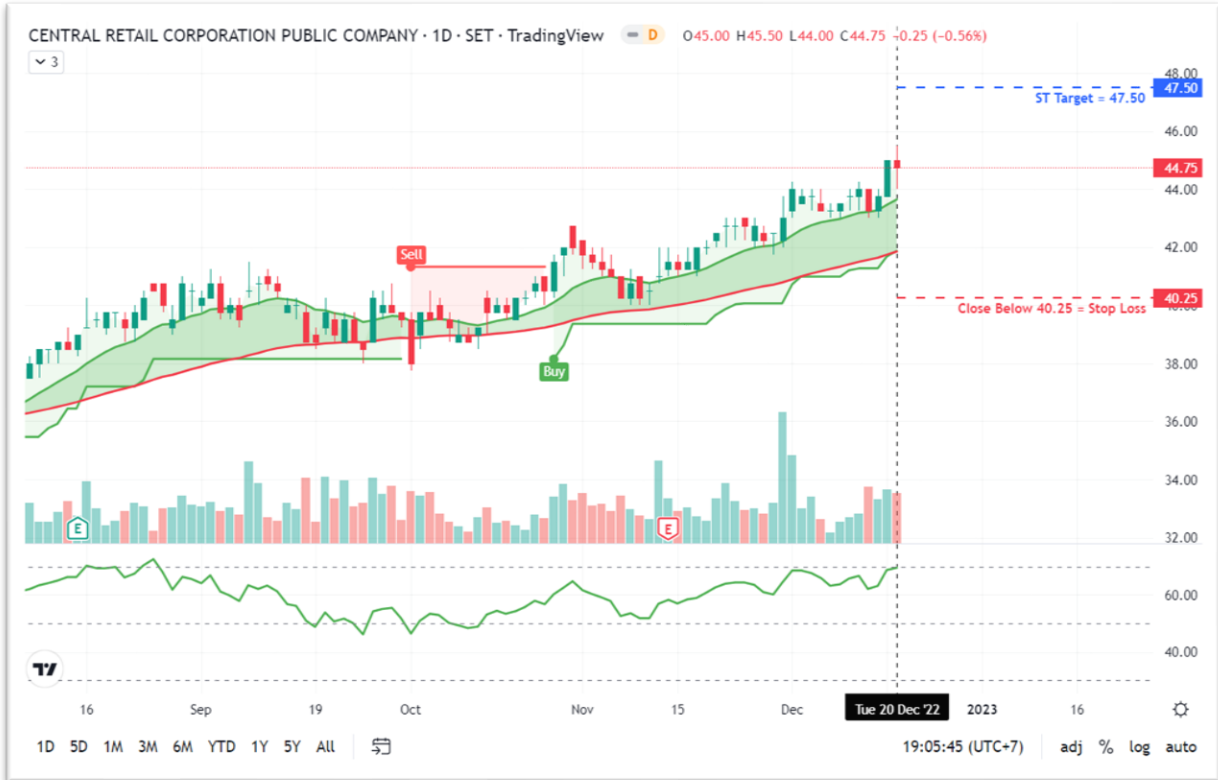 CENTRAL RETAIL CORPORATION PUBLIC COMPANY · 1D · SET · TradingView D O45.00 H45.50 L44.00 C44.75 −0.25 (−0.56%)
3
48.00
47.50
ST Target = 47.50
46.00
44.75
44.00
Sell
42.00
40.25
40.00
Close Below 40.25 = Stop Loss
38.00
Buy
36.00
34.00
E
E
32.00
60.00
40.00
16 Sep 19 Oct Nov 15 Dec Tue 20 Dec '22 2023 16
1D 5D 1M 3M 6M YTD 1Y 5Y All 19:05:45 (UTC+7) adj % log auto